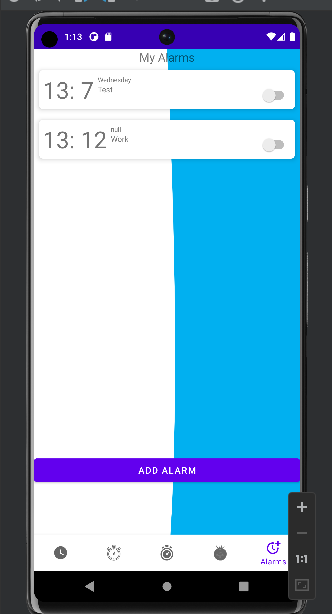 1:13
My Alarms
13: 7 Wednesday
Test
13: 12 null
Work
ADD ALARM
Alarms
1:1